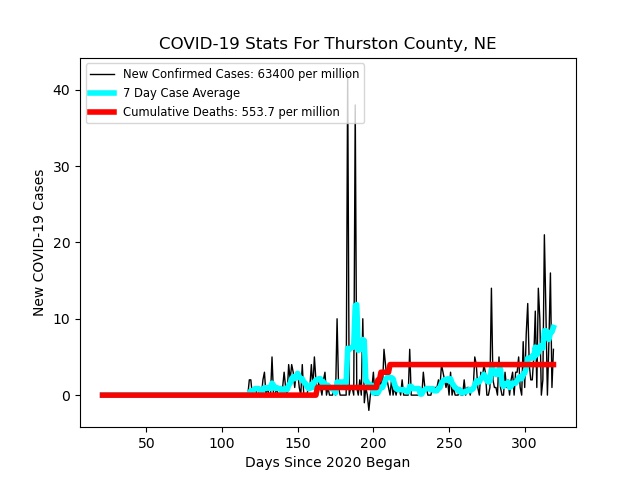 COVID-19 Stats For Thurston County, NE
New Confirmed Cases: 63400 per million
7 Day Case Average
Cumulative Deaths: 553.7 per million
40
30
20
10
0
New COVID-19 Cases
50 100 150 200 250 300
Days Since 2020 Began